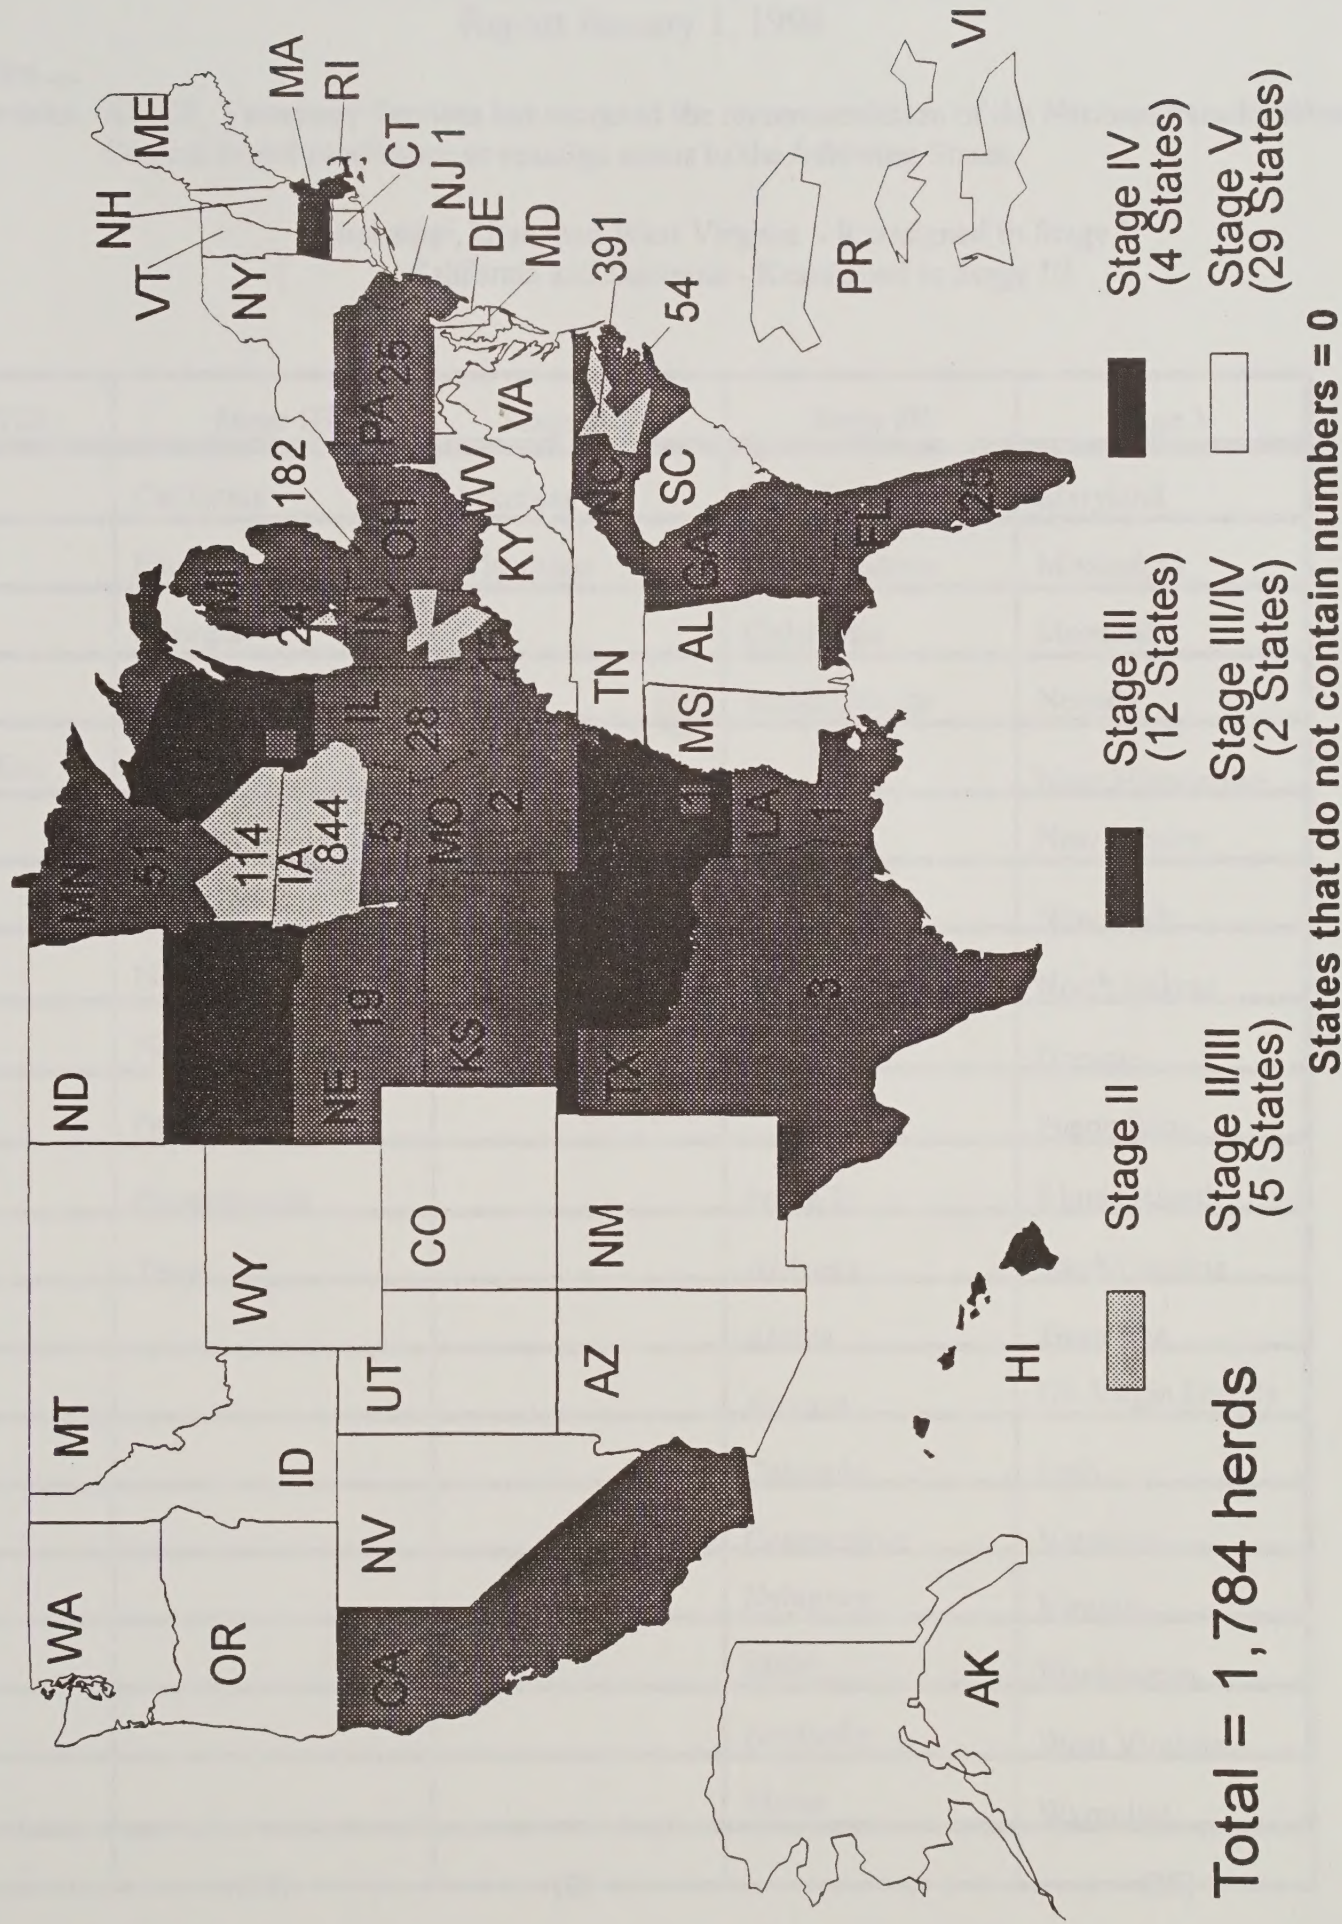 WA
MT
ND
MN
51
ME
VT
NH
MA
RI
CT
NJ 1
DE
MD
NY
OR
ID
WY
114
IA
844
MI
24
182
PA 25
NV
UT
CO
NE
19
KS
5
MO
2
IL
28
IN
OH
WV
VA
KY
CA
AZ
NM
TX
3
1
LA
1
TN
MS
AL
GA
NC
SC
391
54
FL
25
AK
HI
PR
VI
Total = 1,784 herds
Stage II
Stage III
(12 States)
Stage IV
(4 States)
Stage II/III
(5 States)
Stage III/IV
(2 States)
Stage V
(29 States)
States that do not contain numbers = 0